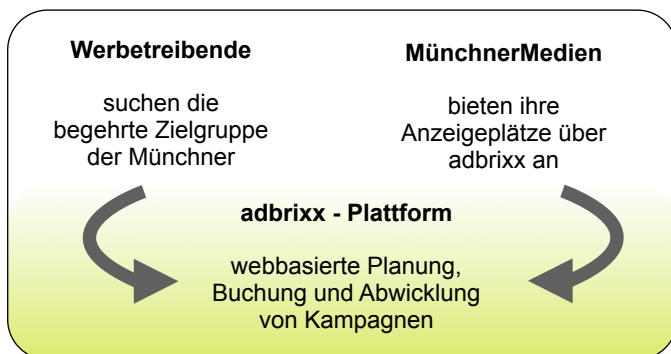 Werbetreibende
suchen die
begehrte Zielgruppe
der Münchner
MünchnerMedien
bieten ihre
Anzeigeplätze über
adbrixx an
adbrixx - Plattform
webbasierte Planung,
Buchung und Abwicklung
von Kampagnen